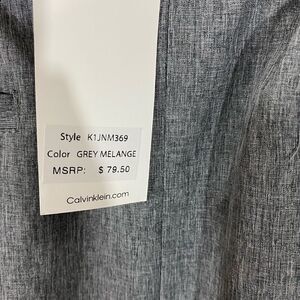 Style K1JNM369
Color GREY MELANGE
MSRP: $ 79.50
Calvinklein.com